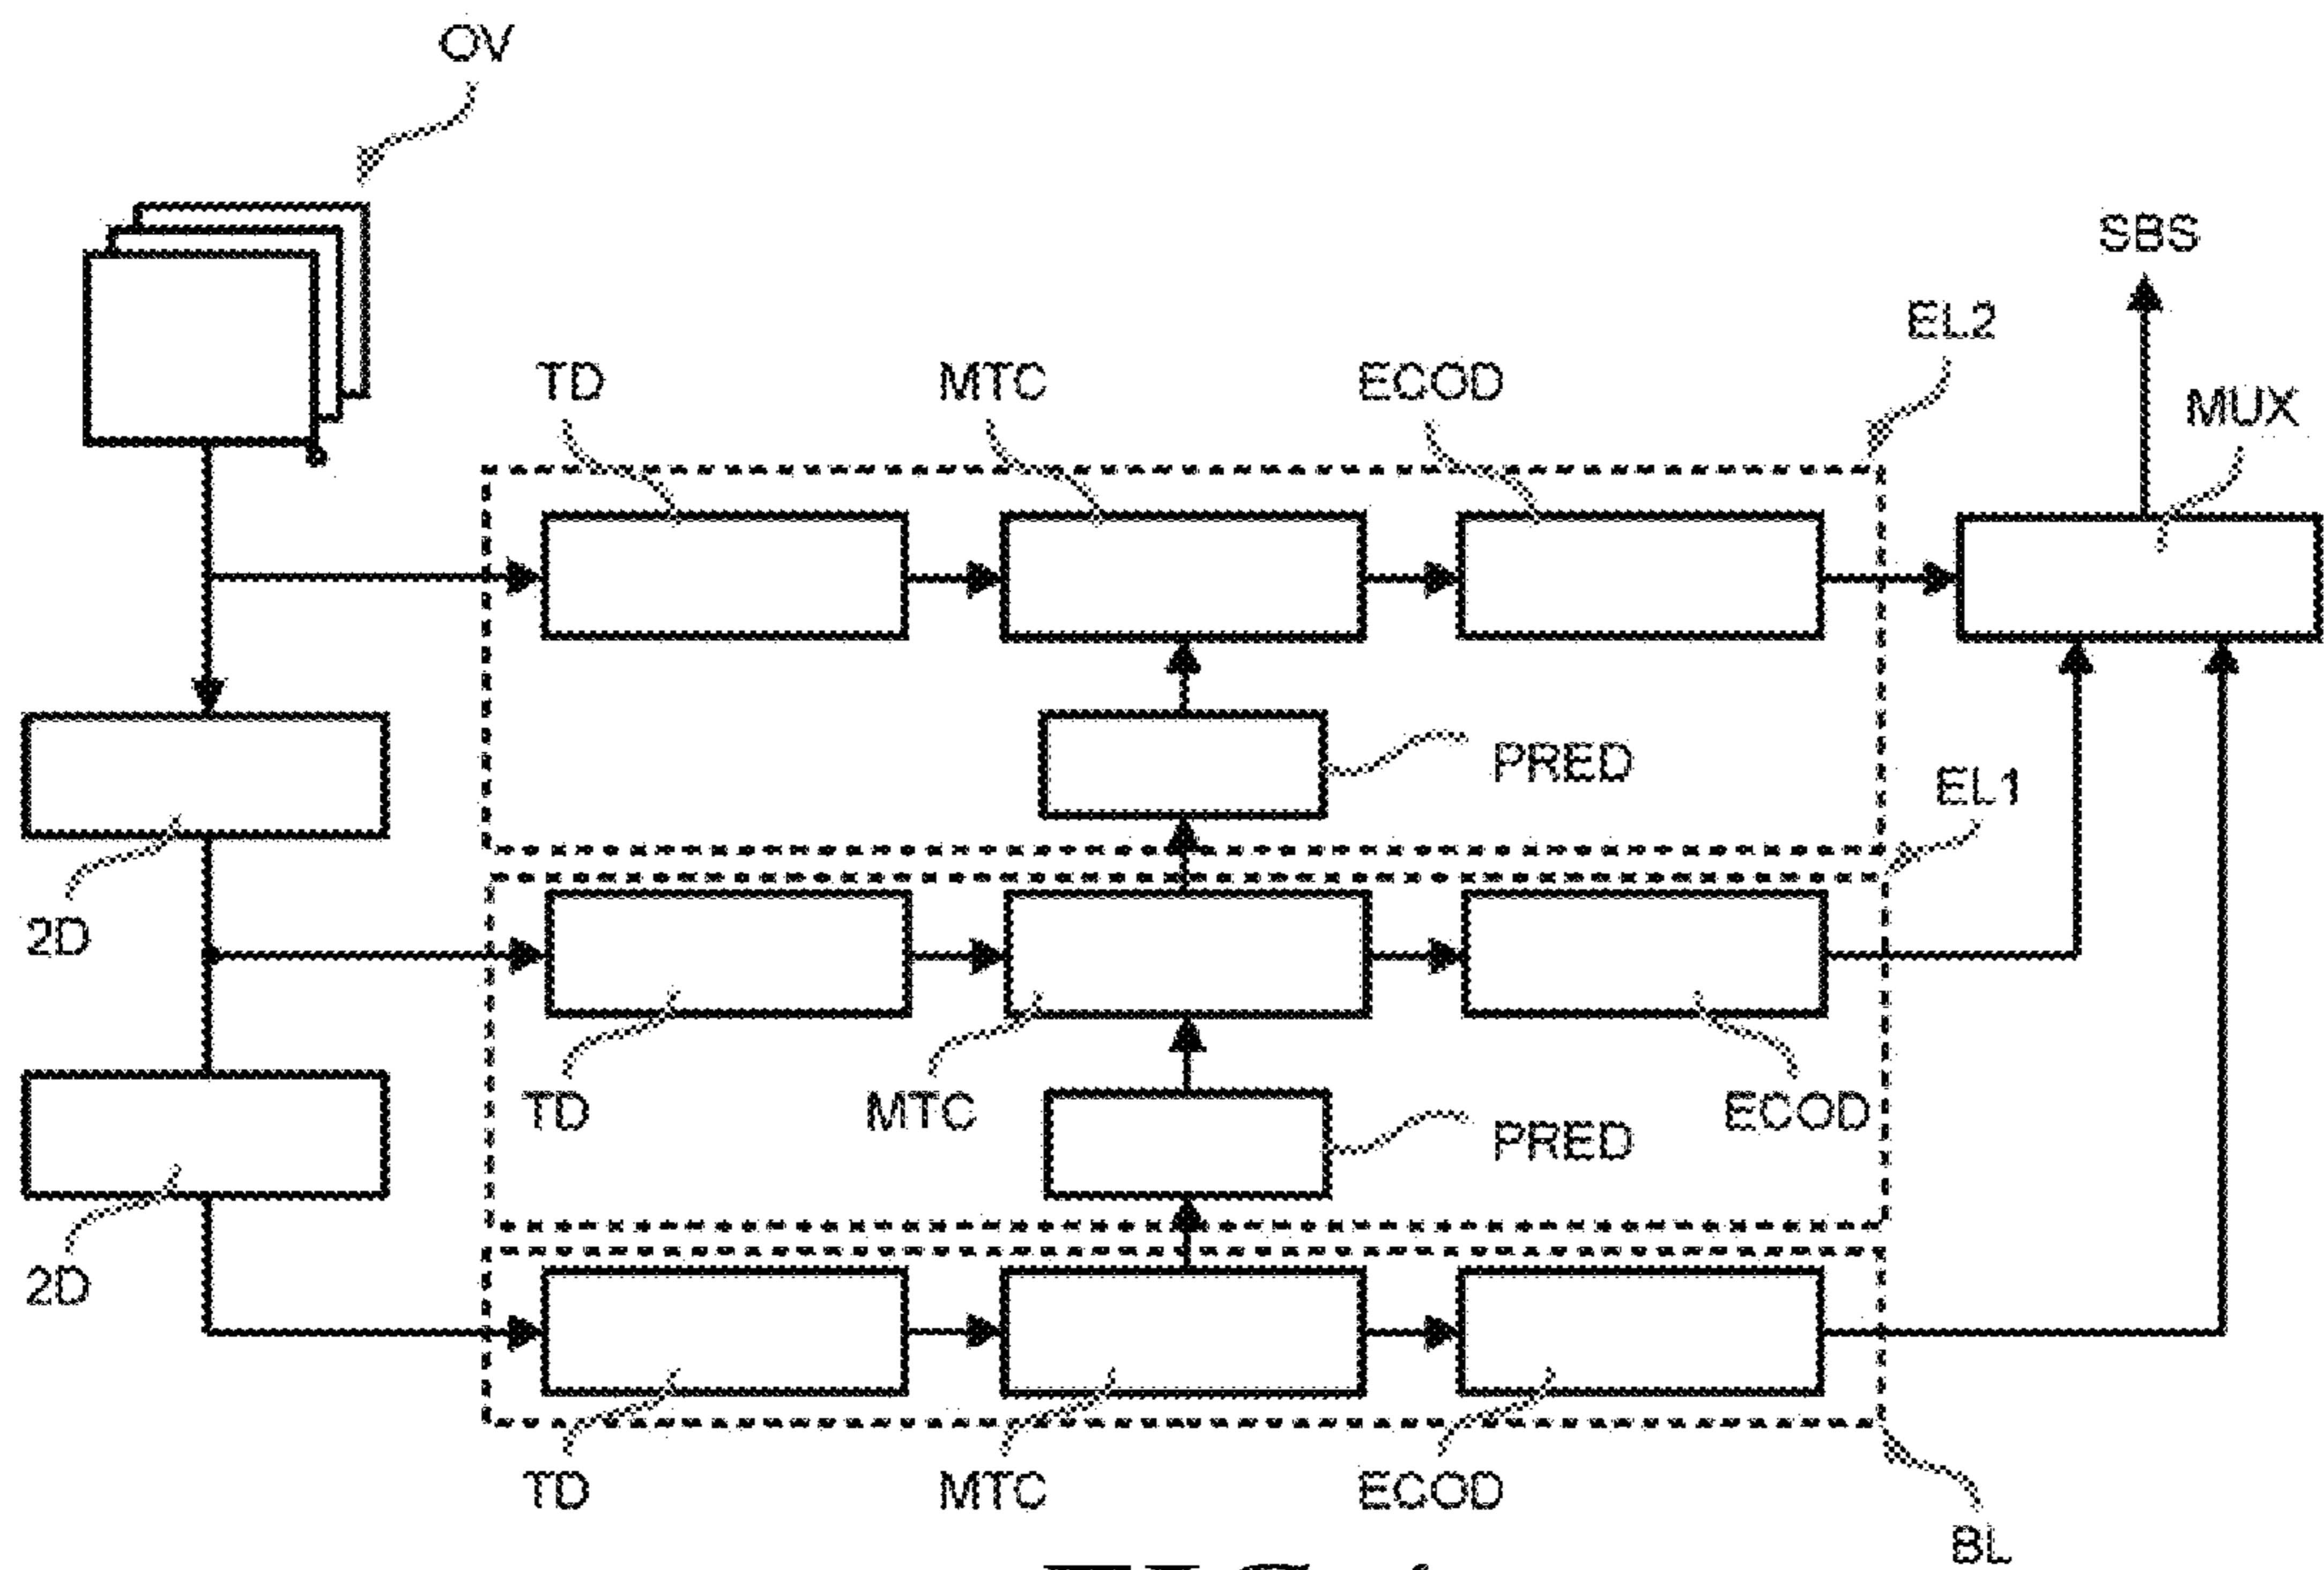 OV
SBS
EL2
TD
MTC
ECOD
MUX
PRED
EL1
2D
TD
MTC
PRED
ECOD
2D
TD
MTC
ECOD
BL